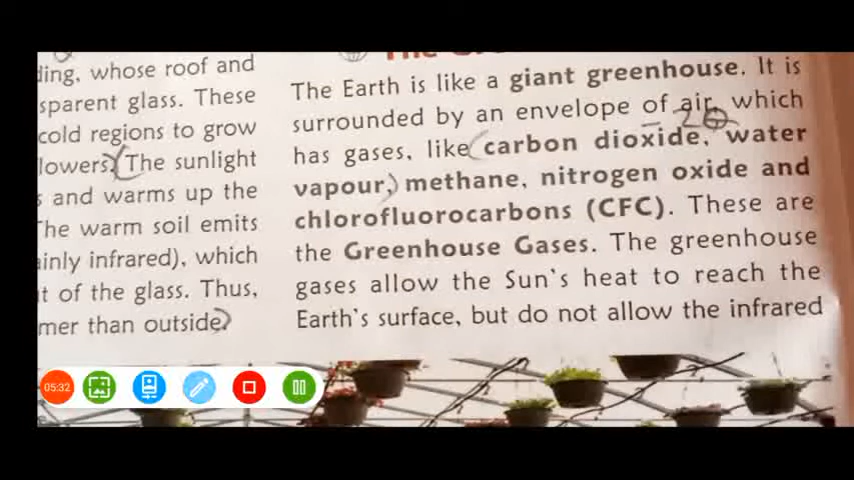 ding, whose roof and
sparent glass. These
cold regions to grow
lowers. The sunlight
s and warms up the
The warm soil emits
ainly infrared), which
t of the glass. Thus,
mer than outside.
The
The Earth is like a giant greenhouse. It is
surrounded by an envelope of air, which
has gases, like carbon dioxide, water
vapour, methane, nitrogen oxide and
chlorofluorocarbons (CFC). These are
the Greenhouse Gases. The greenhouse
gases allow the Sun's heat to reach the
Earth's surface, but do not allow the infrared
05:32